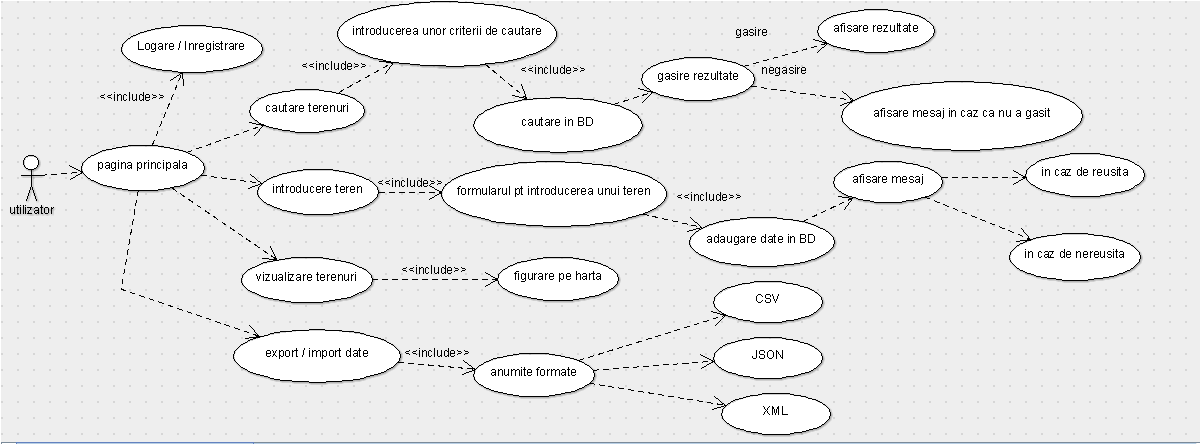 Logare / Inregistrare
<<include>>
introducerea unor criterii de cautare
<<include>>
<<include>>
cautare terenuri
cautare in BD
gasire rezultate
gasire
negasire
afisare rezultate
afisare mesaj in caz ca nu a gasit
utilizator
pagina principala
introducere teren
<<include>>
formularul pt introducerea unui teren
<<include>>
adaugare date in BD
afisare mesaj
in caz de reusita
in caz de nereusita
vizualizare terenuri
<<include>>
figurare pe harta
export / import date
<<include>>
anumite formate
CSV
JSON
XML